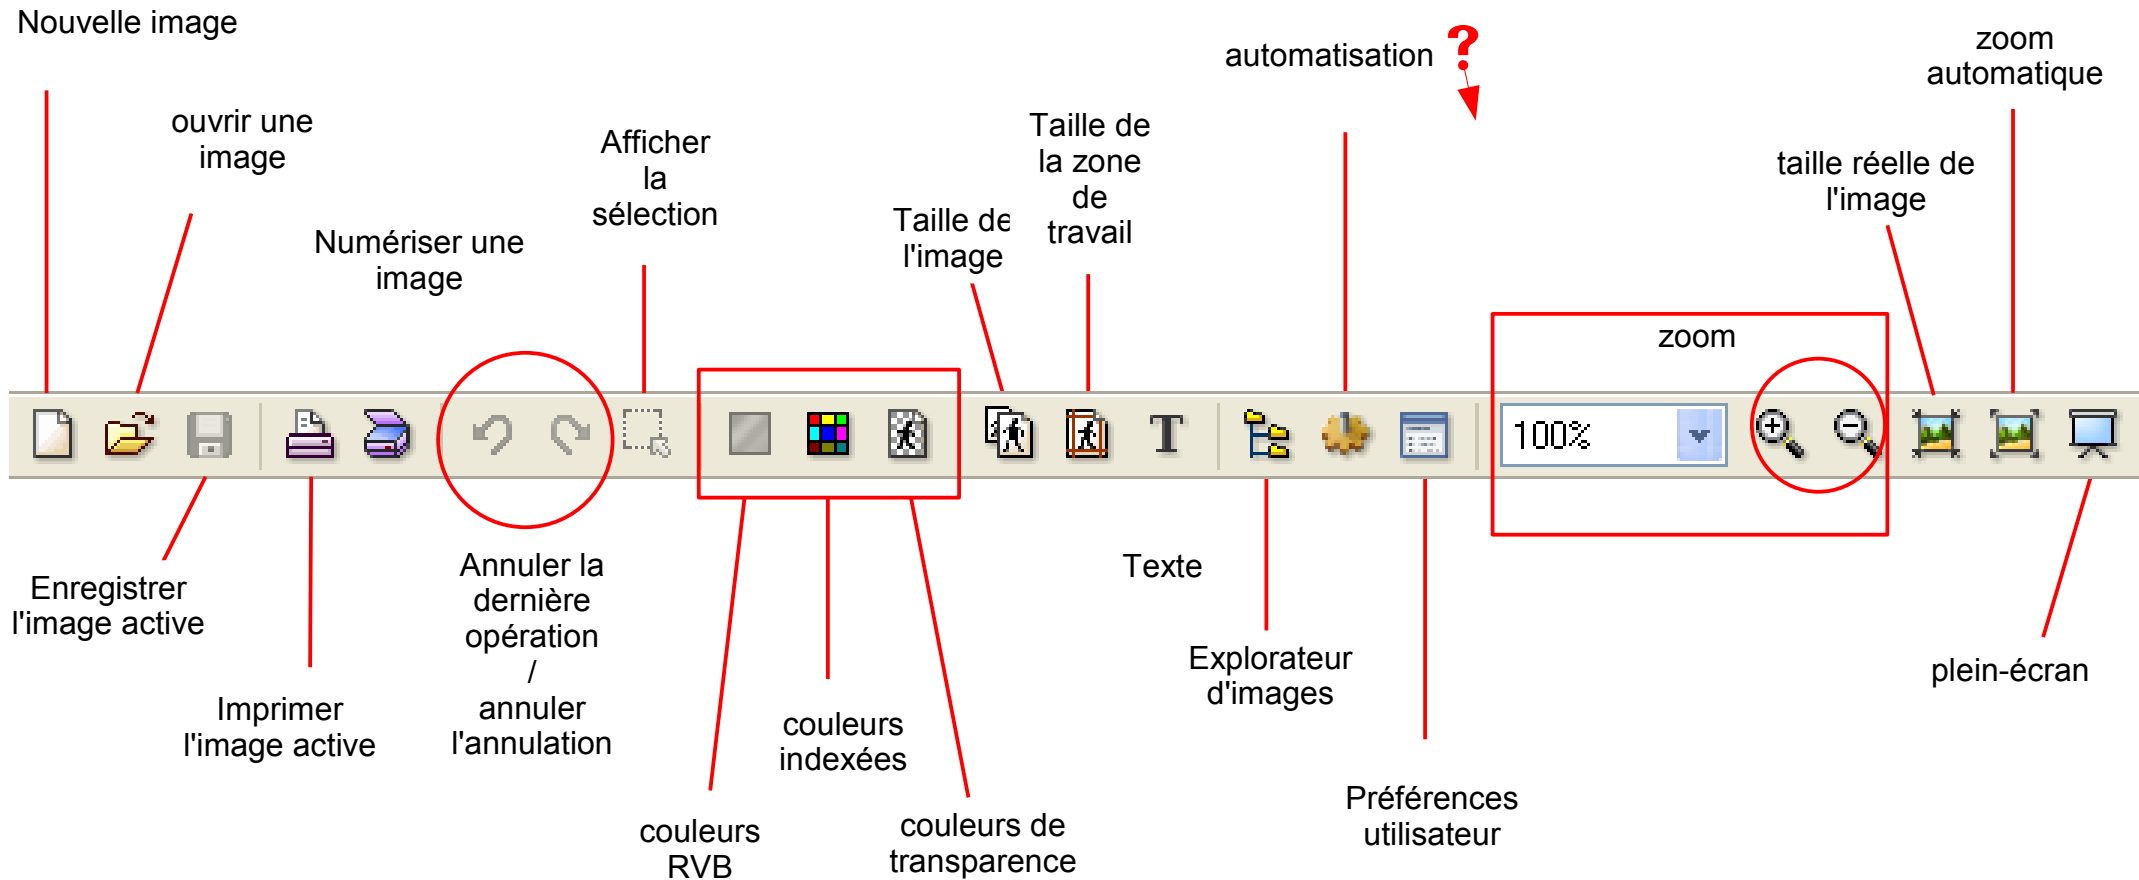 Nouvelle image
ouvrir une
image
Numériser une
image
Afficher
la
sélection
Taille de
l'image
Taille de
la zone
de
travail
automatisation ?
taille réelle de
l'image
zoom
automatique
zoom
T
100%
Enregistrer
l'image active
Imprimer
l'image active
Annuler la
dernière
opération
/
annuler
l'annulation
couleurs
RVB
couleurs
indexées
couleurs de
transparence
Texte
Explorateur
d'images
Préférences
utilisateur
plein-écran